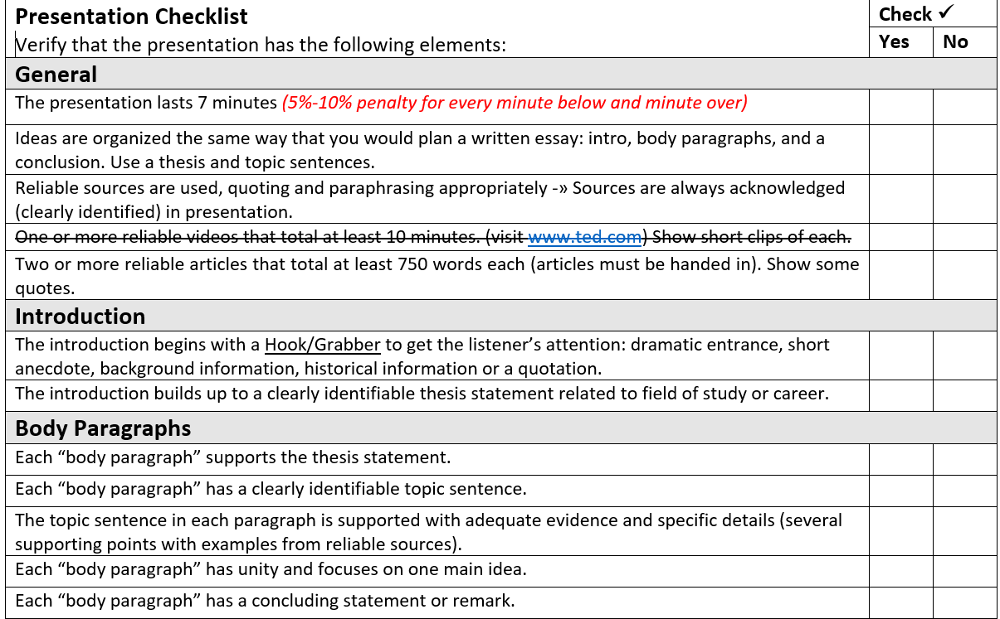 Presentation Checklist
Check ✓
Verify that the presentation has the following elements:
Yes No
General
The presentation lasts 7 minutes (5%-10% penalty for every minute below and minute over)
Ideas are organized the same way that you would plan a written essay: intro, body paragraphs, and a
conclusion. Use a thesis and topic sentences.
Reliable sources are used, quoting and paraphrasing appropriately -» Sources are always acknowledged
(clearly identified) in presentation.
One or more reliable videos that total at least 10 minutes. (visit www.ted.com) Show short clips of each.
Two or more reliable articles that total at least 750 words each (articles must be handed in). Show some
quotes.
Introduction
The introduction begins with a Hook/Grabber to get the listener’s attention: dramatic entrance, short
anecdote, background information, historical information or a quotation.
The introduction builds up to a clearly identifiable thesis statement related to field of study or career.
Body Paragraphs
Each “body paragraph” supports the thesis statement.
Each “body paragraph” has a clearly identifiable topic sentence.
The topic sentence in each paragraph is supported with adequate evidence and specific details (several
supporting points with examples from reliable sources).
Each “body paragraph” has unity and focuses on one main idea.
Each “body paragraph” has a concluding statement or remark.